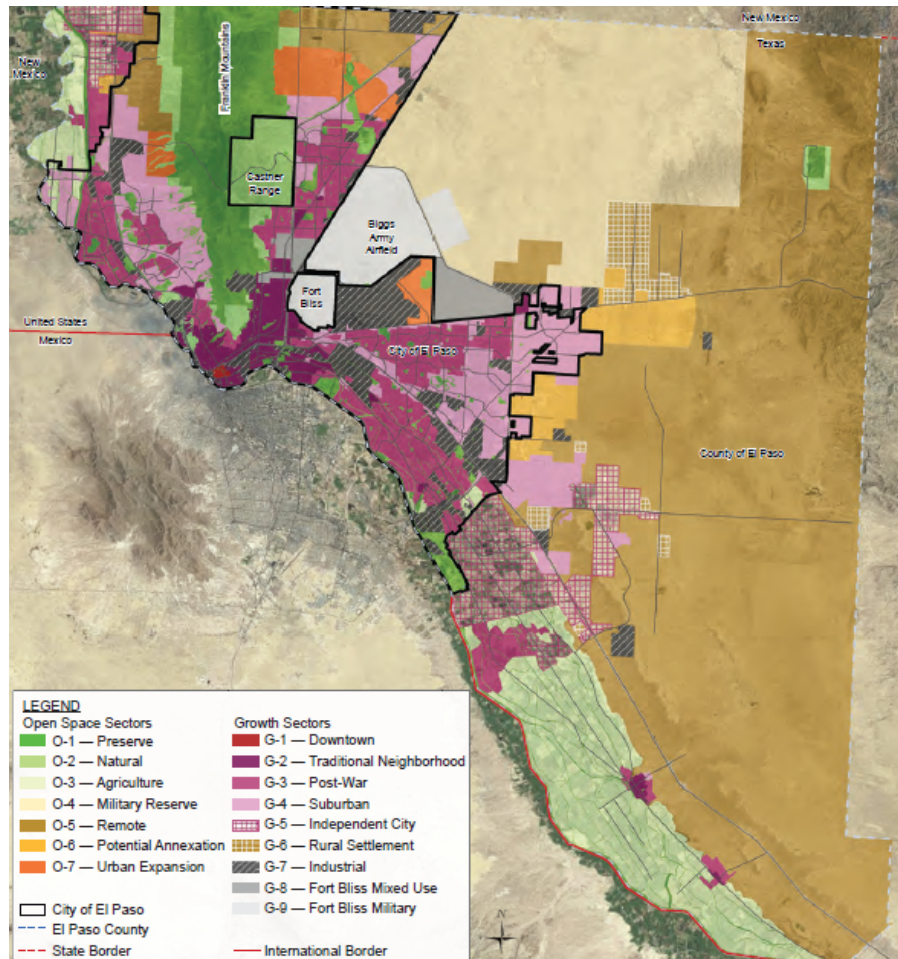 New Mexico
Texas
New
Mexico
Franklin Mountains
Castner
Range
Biggs
Army
Airfield
Fort
Bliss
United States
Mexico
City of El Paso
County of El Paso
LEGEND
Open Space Sectors
O-1 — Preserve
O-2 — Natural
O-3 — Agriculture
O-4 — Military Reserve
O-5 — Remote
O-6 — Potential Annexation
O-7 — Urban Expansion
City of El Paso
El Paso County
State Border
Growth Sectors
G-1 — Downtown
G-2 — Traditional Neighborhood
G-3 — Post-War
G-4 — Suburban
G-5 — Independent City
G-6 — Rural Settlement
G-7 — Industrial
G-8 — Fort Bliss Mixed Use
G-9 — Fort Bliss Military
International Border
N